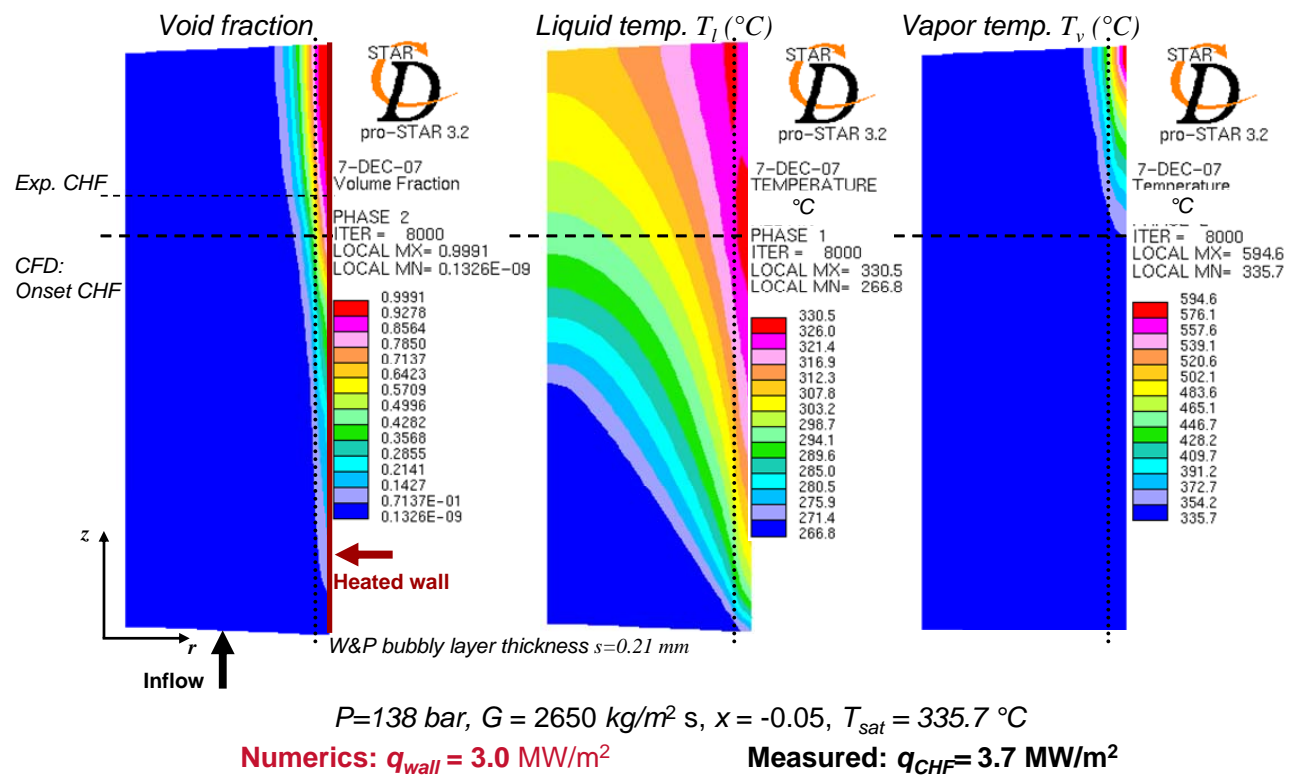 Void fraction
Liquid temp. Tl (°C)
Vapor temp. Tv (°C)
STAR
D
pro-STAR 3.2
7-DEC-07
Volume Fraction
PHASE 2
ITER = 8000
LOCAL MX= 0.9991
LOCAL MN= 0.1326E-09
0.9991
0.9278
0.8564
0.7850
0.7137
0.6423
0.5709
0.4996
0.4282
0.3568
0.2855
0.2141
0.1427
0.7137E-01
0.1326E-09
STAR
D
pro-STAR 3.2
7-DEC-07
TEMPERATURE
°C
PHASE 1
ITER = 8000
LOCAL MX= 330.5
LOCAL MN= 266.8
330.5
326.0
321.4
316.9
312.3
307.8
303.2
298.7
294.1
289.6
285.0
280.5
275.9
271.4
266.8
STAR
D
pro-STAR 3.2
7-DEC-07
Temperature
°C
ITER = 8000
LOCAL MX= 594.6
LOCAL MN= 335.7
594.6
576.1
557.6
539.1
520.6
502.1
483.6
465.1
446.7
428.2
409.7
391.2
372.7
354.2
335.7
Exp. CHF
CFD:
Onset CHF
z
r
Heated wall
W&P bubbly layer thickness s=0.21 mm
Inflow
P=138 bar, G = 2650 kg/m² s, x = -0.05, Tsat = 335.7 °C
Numerics: qwall = 3.0 MW/m²
Measured: qCHF= 3.7 MW/m²